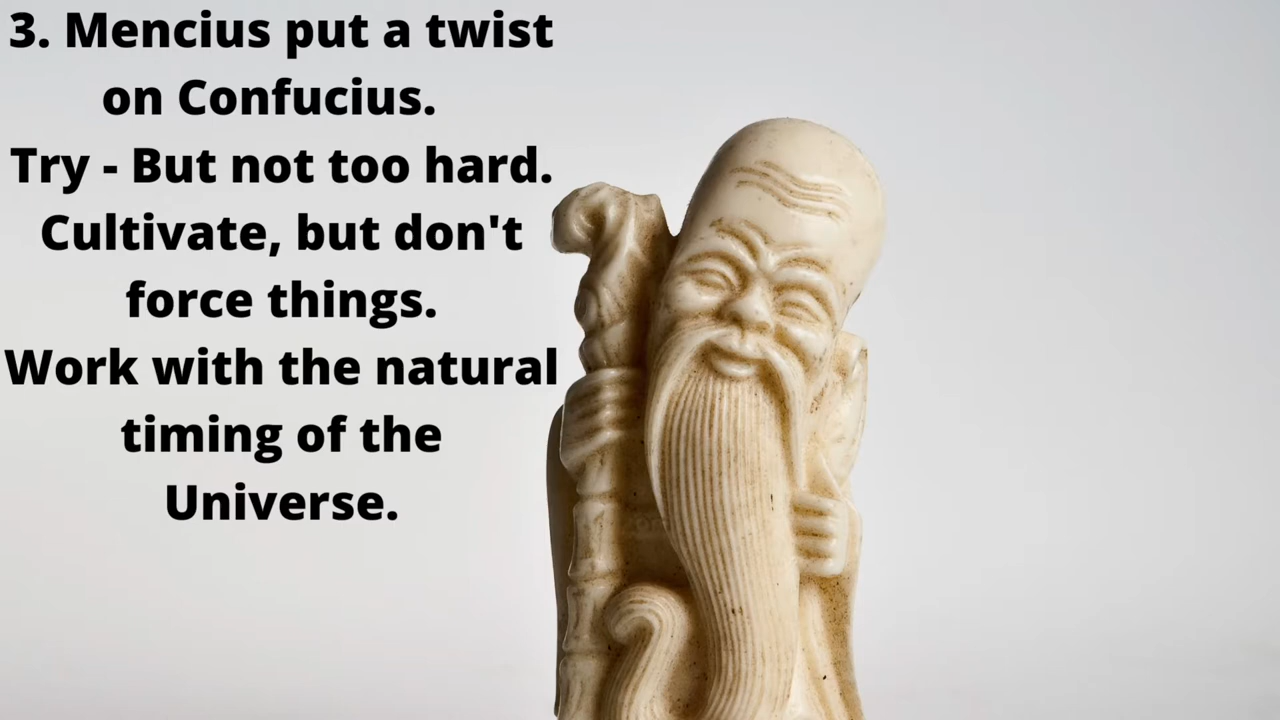 3. Mencius put a twist
on Confucius.
Try - But not too hard.
Cultivate, but don't
force things.
Work with the natural
timing of the
Universe.